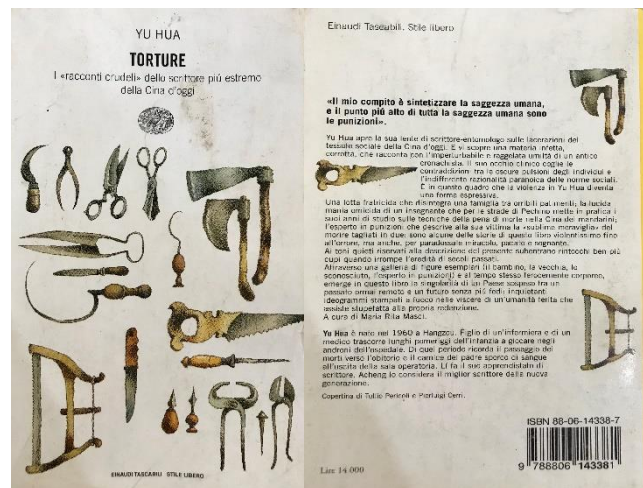 YU HUA
TORTURE
I «racconti crudeli» dello scrittore piú estremo
della Cina d'oggi
EINAUDI TASCABILI STILE LIBERO
Einaudi Tascabili. Stile libero
«Il mio compito è sintetizzare la saggezza umana,
e il punto piú alto di tutta la saggezza umana sono
le punizioni».
Yu Hua apre la sua lente di scrittore-entomologo sulle lacerazioni del
tessuto sociale della Cina d'oggi. E vi scopre una materia infetta,
corrotta, che racconta con l'imperturbabile e raggelata umiltà di un antico
cronachista. Il suo occhio clinico coglie le
contraddizioni tra le oscure pulsioni degli individui e
l'indifferente razionalità paranoica delle norme sociali.
È in questo quadro che la violenza in Yu Hua diventa
una forma espressiva.
Una lotta fratricida che disintegra una famiglia tra orribili patimenti; la lucida
mania omicida di un insegnante che per le strade di Pechino mette in pratica i
suoi anni di studio sulle tecniche della pena di morte nella Cina dei mandarini;
l'esperto in punizioni che descrive alla sua vittima la «sublime meraviglia» del
morire tagliati in due: sono alcune delle storie di questo libro violentissimo fino
all'orrore, ma anche, per paradossale miracolo, pacato e sognante.
Ai toni quieti riservati alla descrizione del presente subentrano rintocchi ben piú
cupi quando irrompe l'eredità di secoli passati.
Attraverso una galleria di figure esemplari (il bambino, la vecchia, lo
sconosciuto, l'esperto in punizioni) e al tempo stesso ferocemente corporee,
emerge in questo libro la singolarità di un Paese sospeso tra un
passato ormai remoto e un futuro senza piú fedi: inquietanti
ideogrammi stampati a fuoco nelle viscere di un'umanità ferita che
assiste stupefatta alla propria redenzione.
A cura di Maria Rita Masci.
Yu Hua è nato nel 1960 a Hangzou. Figlio di un'infermiera e di un
medico trascorre lunghi pomeriggi dell'infanzia a giocare negli
androni dell'ospedale. Di quel periodo ricorda il passaggio dei
morti verso l'obitorio e il camice del padre sporco di sangue
all'uscita della sala operatoria. Lí fa il suo apprendistato di
scrittore. Acheng lo considera il miglior scrittore della nuova
generazione.
Copertina di Tullio Pericoli e Pierluigi Cerri.
ISBN 88-06-14338-7
Lire 14 000
9 788806 143381